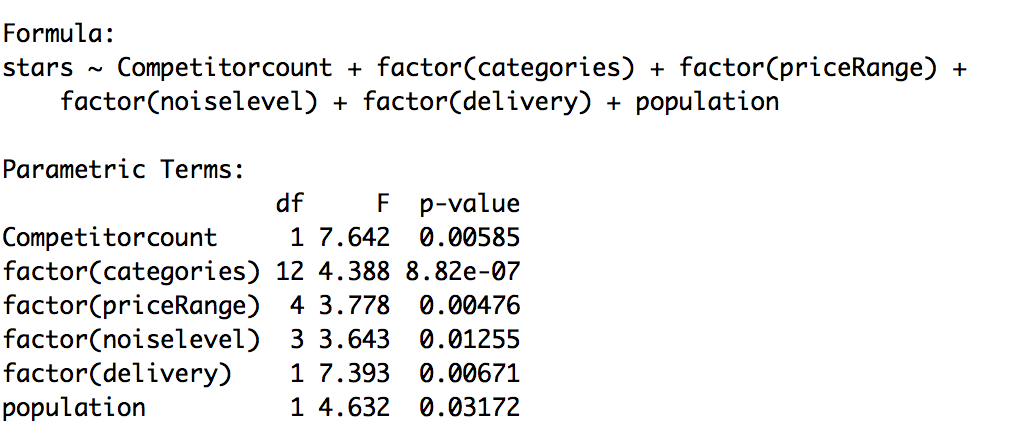 Formula:
stars ~ Competitorcount + factor(categories) + factor(priceRange) +
    factor(noiselevel) + factor(delivery) + population

Parametric Terms:
                   df     F  p-value
Competitorcount     1 7.642  0.00585
factor(categories) 12 4.388 8.82e-07
factor(priceRange)  4 3.778  0.00476
factor(noiselevel)  3 3.643  0.01255
factor(delivery)    1 7.393  0.00671
population          1 4.632  0.03172